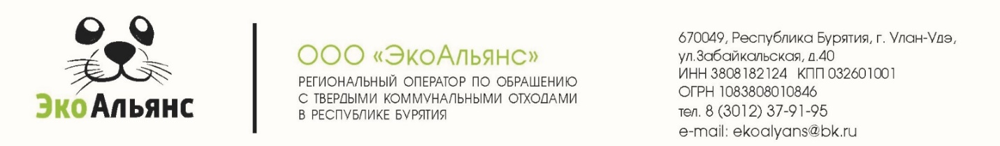 ЭкоАльянс
ООО «ЭкоАльянс»
РЕГИОНАЛЬНЫЙ ОПЕРАТОР ПО ОБРАЩЕНИЮ
С ТВЕРДЫМИ КОММУНАЛЬНЫМИ ОТХОДАМИ
В РЕСПУБЛИКЕ БУРЯТИЯ
670049, Республика Бурятия, г. Улан-Удэ,
ул.Забайкальская, д.40
ИНН 3808182124 КПП 032601001
ОГРН 1083808010846
тел. 8 (3012) 37-91-95
e-mail: ekoalyans@bk.ru